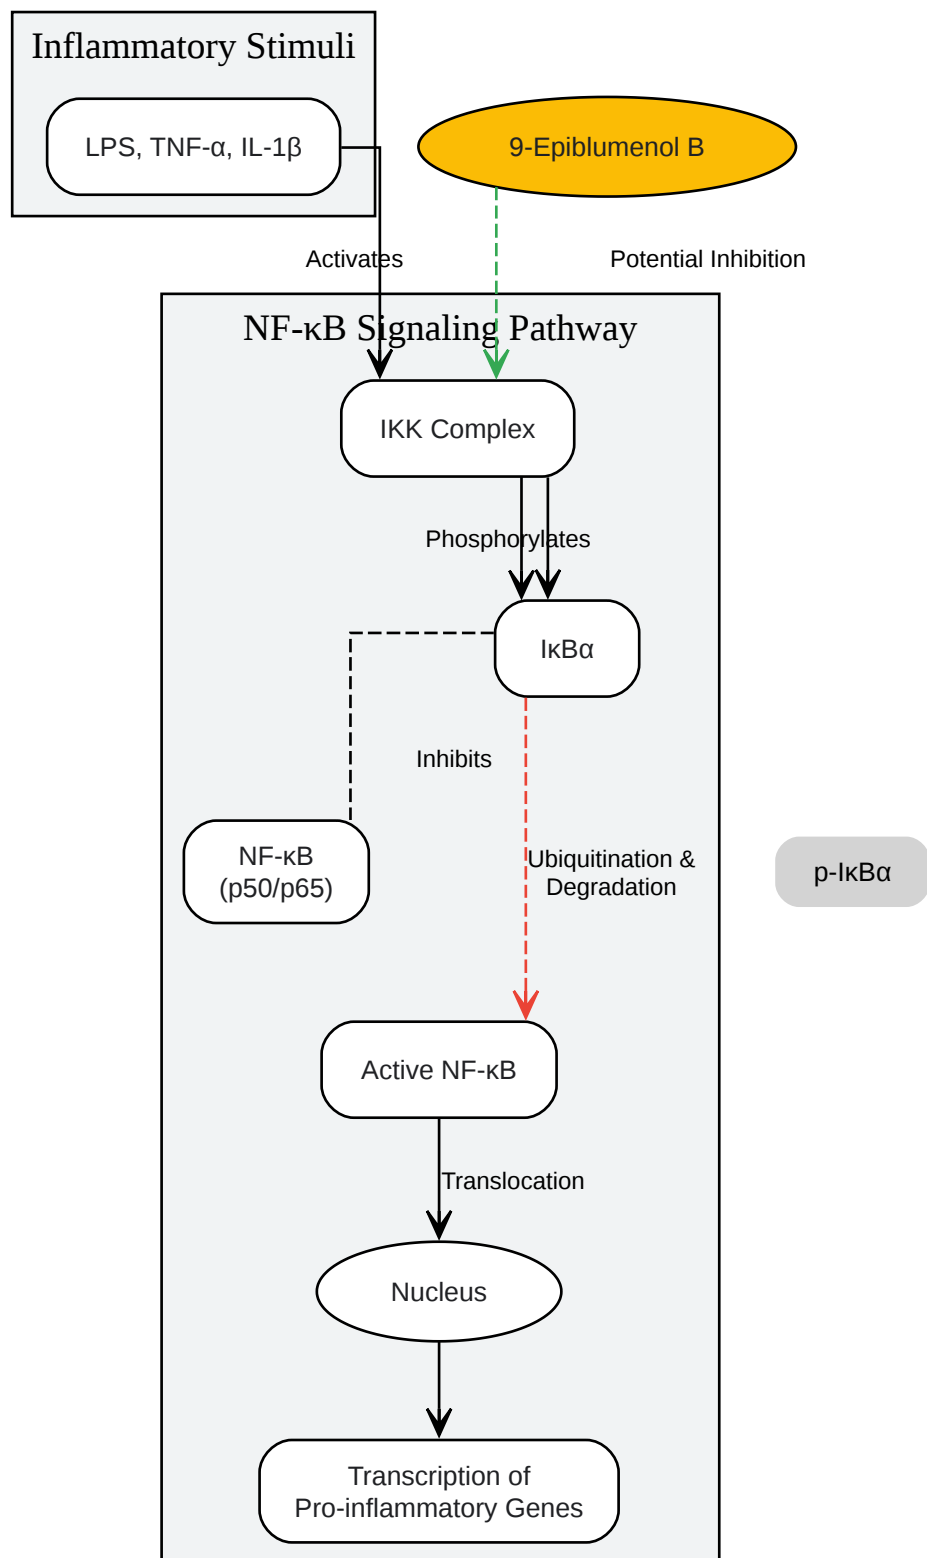 Inflammatory Stimuli
LPS, TNF-α, IL-1β
9-Epiblumenol B
Activates
Potential Inhibition
NF-κB Signaling Pathway
IKK Complex
Phosphorylates
IκBα
Inhibits
NF-κB
(p50/p65)
Ubiquitination &
Degradation
p-IκBα
Active NF-κB
Translocation
Nucleus
Transcription of
Pro-inflammatory Genes